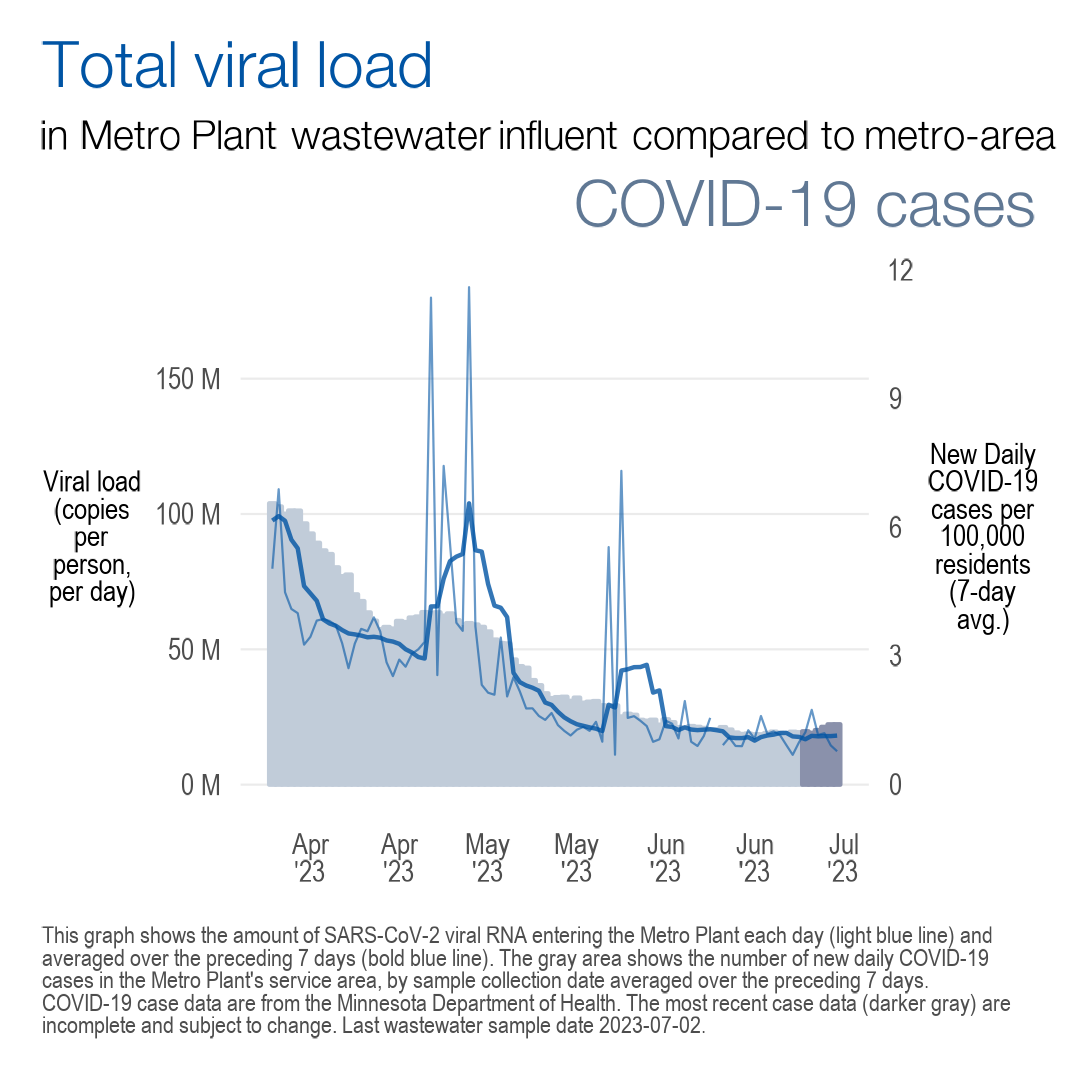 Total viral load
in Metro Plant wastewater influent compared to metro-area
COVID-19 cases
12
150 M
9
Viral load
(copies
per
person,
per day)
100 M
6
New Daily
COVID-19
cases per
100,000
residents
(7-day
avg.)
50 M
3
0 M
0
Apr '23
Apr '23
May '23
May '23
Jun '23
Jun '23
Jul '23
This graph shows the amount of SARS-CoV-2 viral RNA entering the Metro Plant each day (light blue line) and
averaged over the preceding 7 days (bold blue line). The gray area shows the number of new daily COVID-19
cases in the Metro Plant's service area, by sample collection date averaged over the preceding 7 days.
COVID-19 case data are from the Minnesota Department of Health. The most recent case data (darker gray) are
incomplete and subject to change. Last wastewater sample date 2023-07-02.